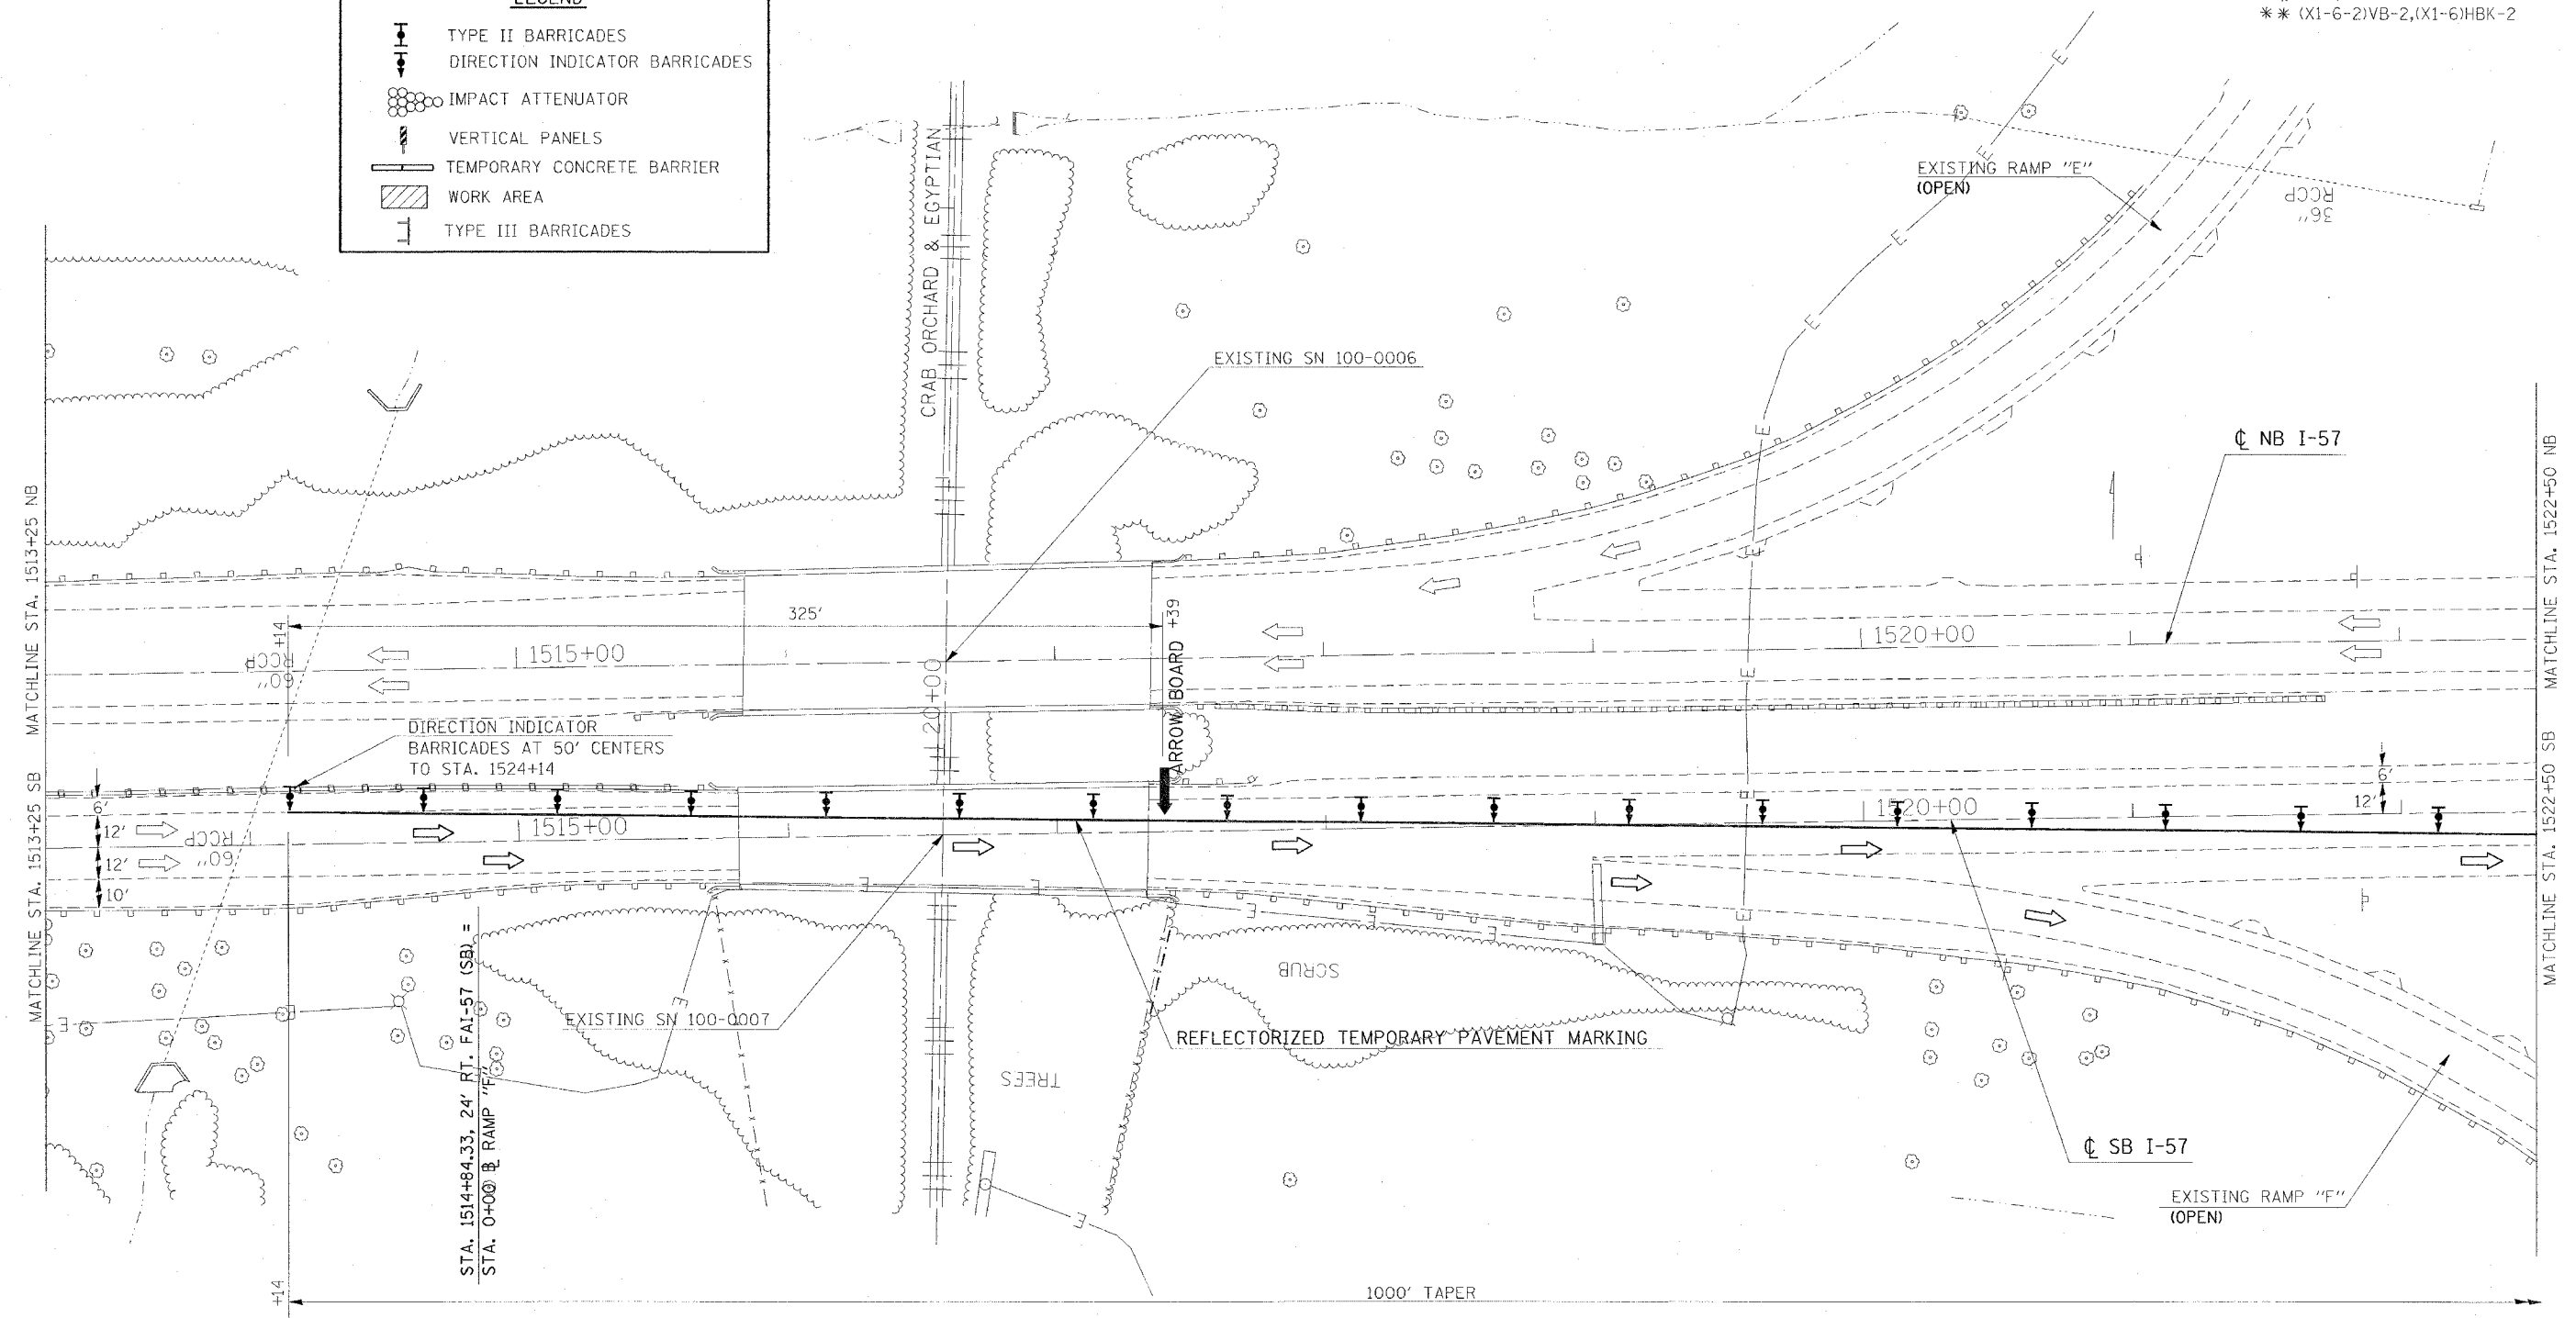 LEGEND
TYPE II BARRICADES
DIRECTION INDICATOR BARRICADES
IMPACT ATTENUATOR
VERTICAL PANELS
TEMPORARY CONCRETE BARRIER
WORK AREA
TYPE III BARRICADES
** (X1-6-2)VB-2,(X1-6)HBK-2
CRAB ORCHARD & EGYPTIAN
EXISTING RAMP "E"
(OPEN)
36"
RCCP
E
E
E
E
E
E
E
E
E
EXISTING SN 100-0006
℄ NB I-57
MATCHLINE STA. 1513+25 NB
MATCHLINE STA. 1522+50 NB
325'
+14
+39
ARROW BOARD
1515+00
1520+00
60"
RCCP
20+00
DIRECTION INDICATOR
BARRICADES AT 50' CENTERS
TO STA. 1524+14
MATCHLINE STA. 1513+25 SB
MATCHLINE STA. 1522+50 SB
6'
12'
12'
10'
6'
12'
60"
RCCP
1515+00
1520+00
SCRUB
EXISTING SN 100-0007
E
E
E
REFLECTORIZED TEMPORARY PAVEMENT MARKING
TREES
STA. 1514+84.33, 24' RT. FAI-57 (SB) =
STA. 0+00 ℄ RAMP "F"
℄ SB I-57
EXISTING RAMP "F"
(OPEN)
+14
1000' TAPER